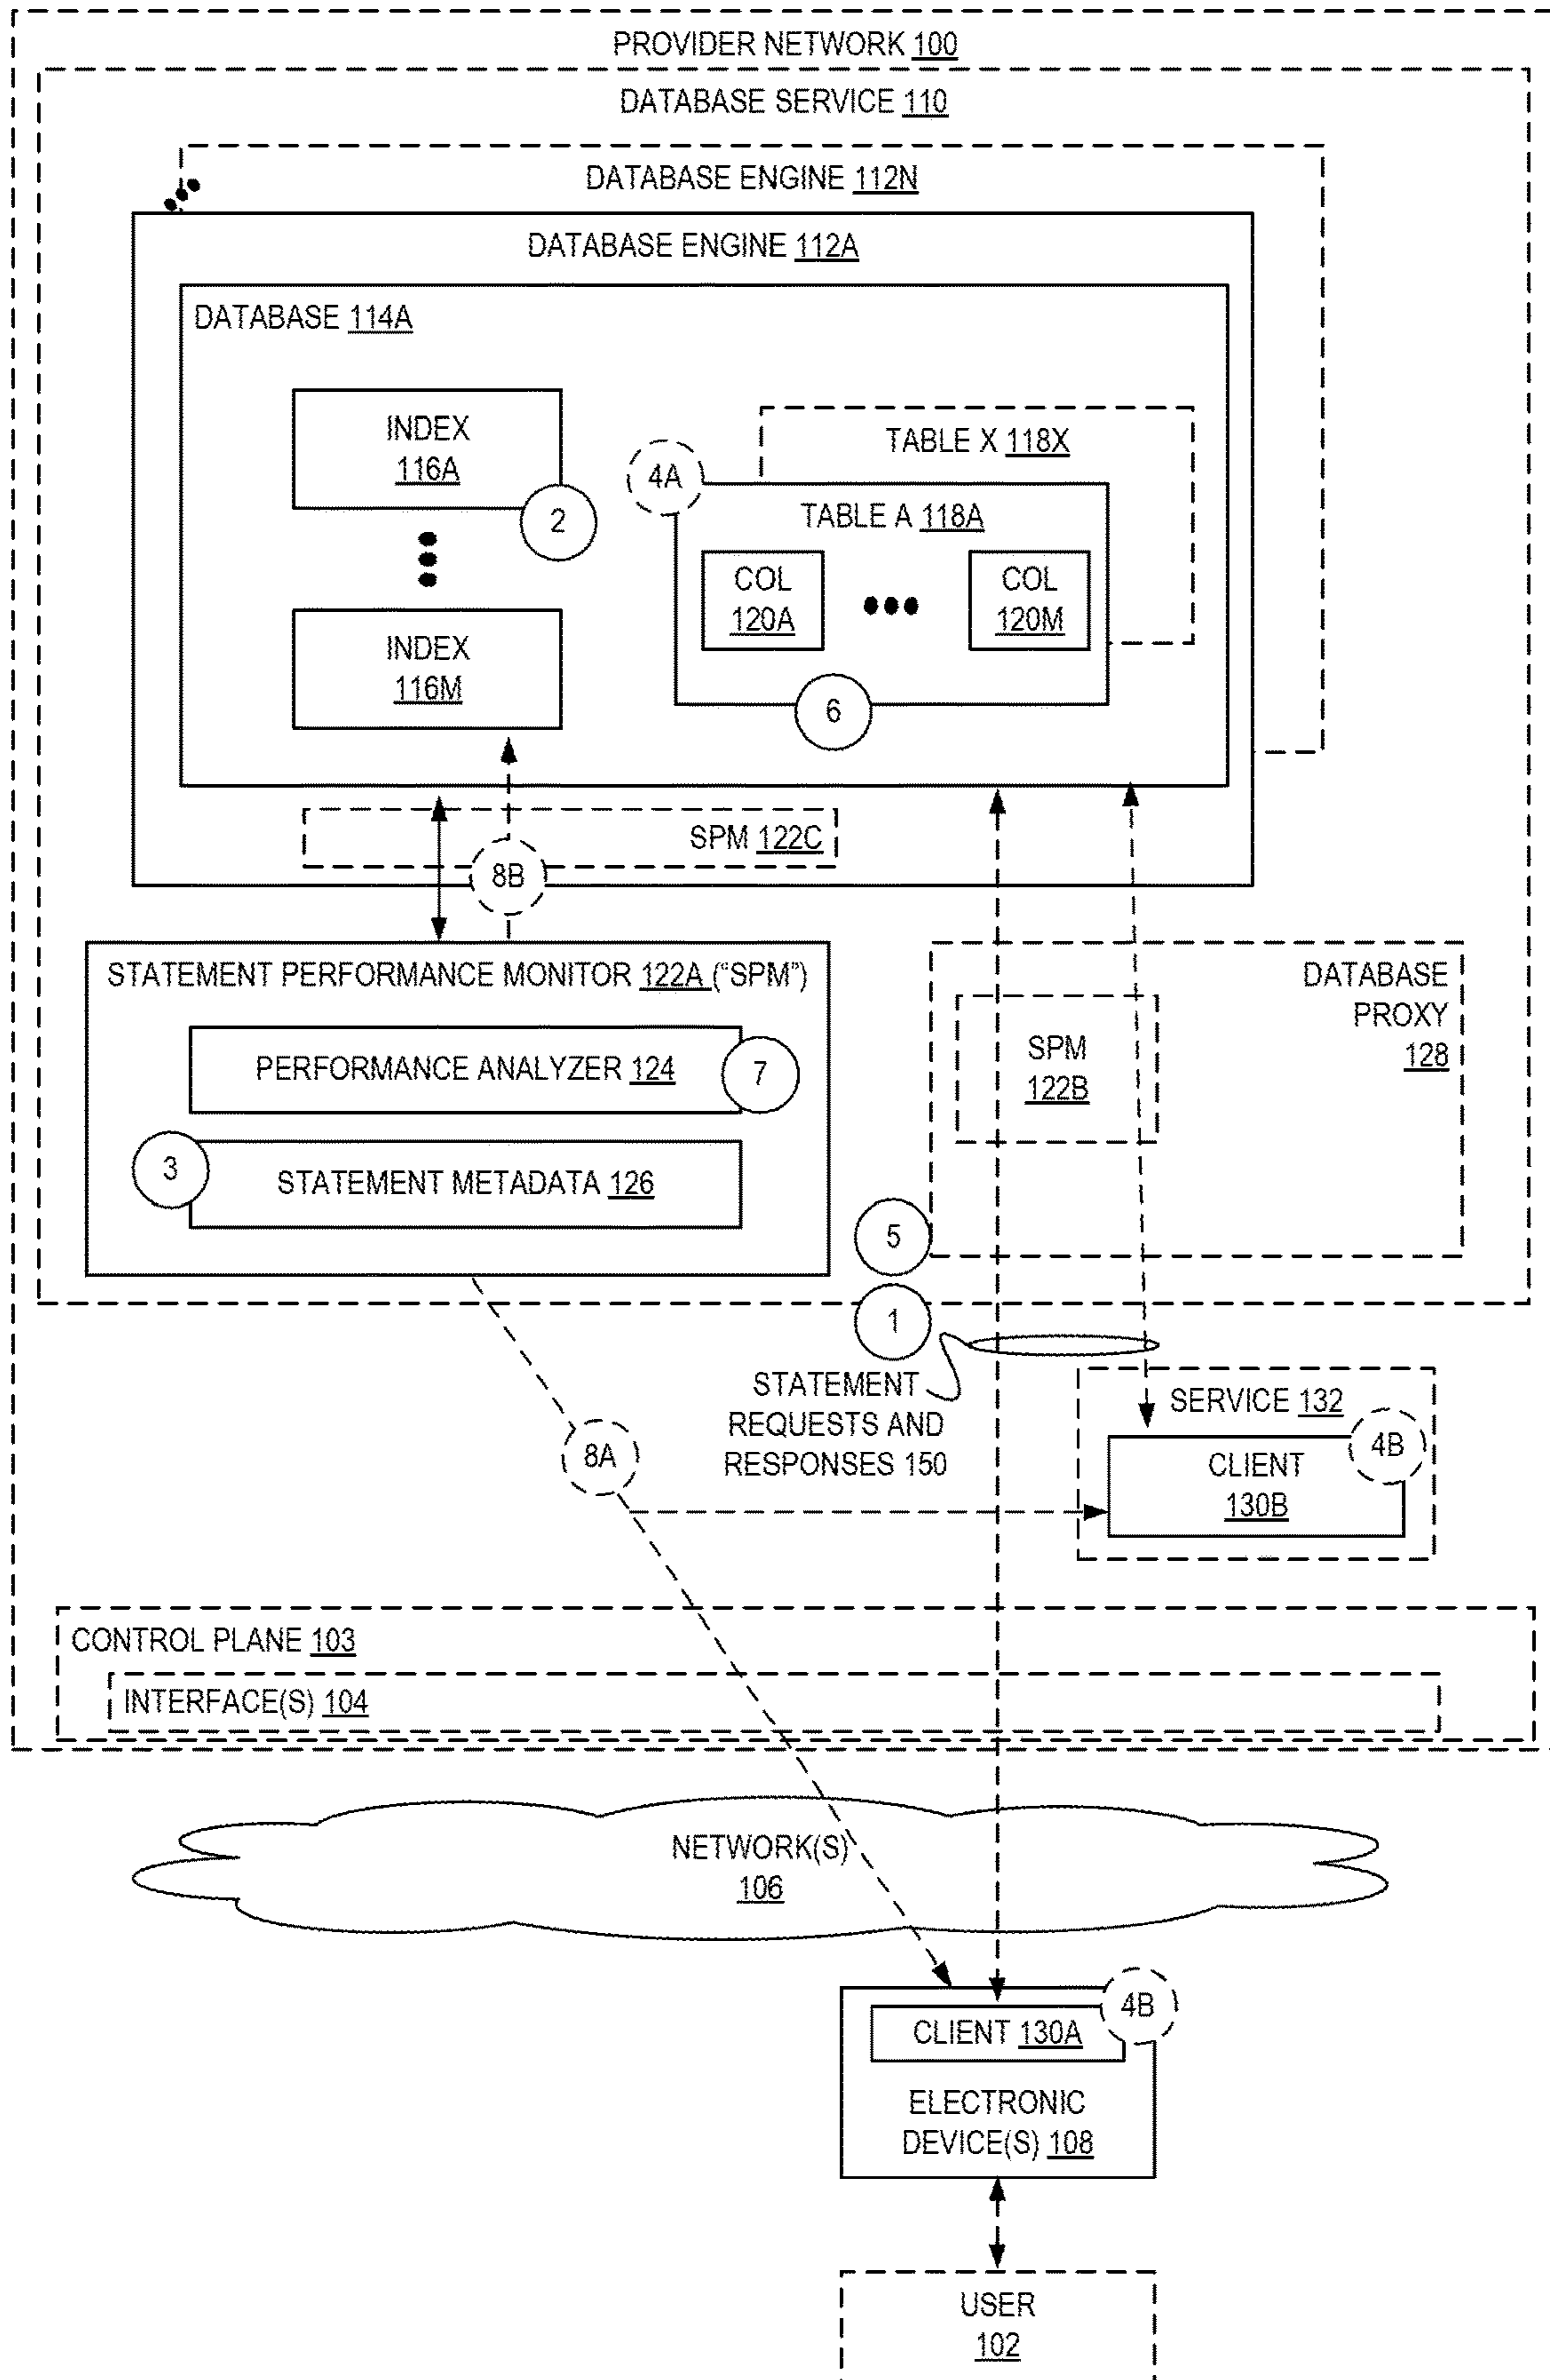 PROVIDER NETWORK 100
DATABASE SERVICE 110
DATABASE ENGINE 112N
DATABASE ENGINE 112A
DATABASE 114A
INDEX
116A
2
INDEX
116M
4A
TABLE X 118X
TABLE A 118A
COL
120A
COL
120M
6
SPM 122C
8B
STATEMENT PERFORMANCE MONITOR 122A ("SPM")
PERFORMANCE ANALYZER 124
7
3
STATEMENT METADATA 126
DATABASE
PROXY
128
SPM
122B
5
1
STATEMENT
REQUESTS AND
RESPONSES 150
8A
SERVICE 132
4B
CLIENT
130B
CONTROL PLANE 103
INTERFACE(S) 104
NETWORK(S)
106
4B
CLIENT 130A
ELECTRONIC
DEVICE(S) 108
USER
102